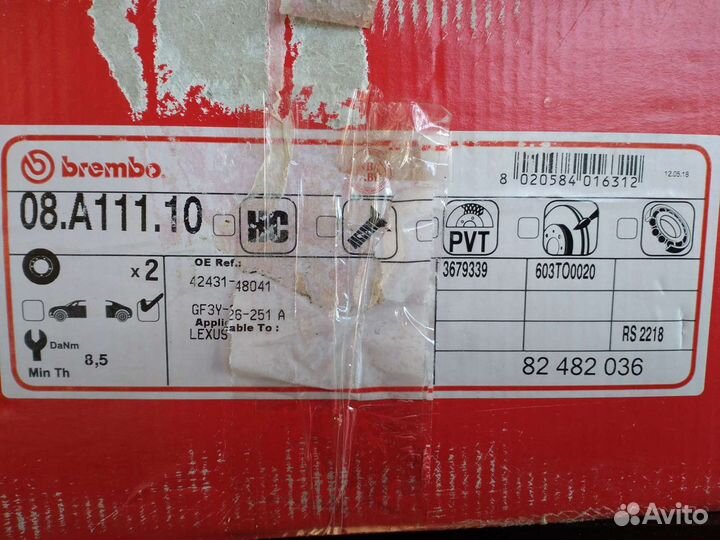 brembo
8 020584 016312
12.05.18
08.A111.10
HC
PVT
x 2
OE Ref.:
42431-48041
GF3Y-26-251 A
Applicable To :
LEXUS
3679339
603TO0020
RS 2218
DaNm
Min Th
8,5
82 482 036
Avito